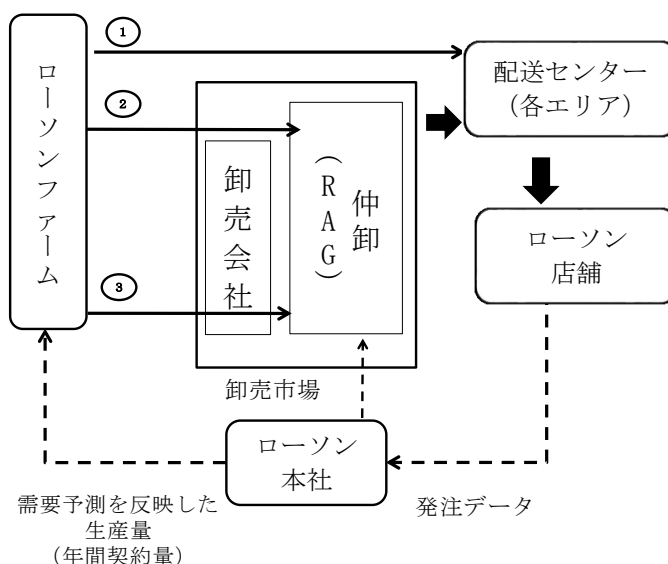 ①
配送センター
（各エリア）
ローソンファーム
②
卸売会社
仲卸
（RAG）
ローソン
店舗
③
卸売市場
ローソン
本社
需要予測を反映した
生産量
（年間契約量）
発注データ